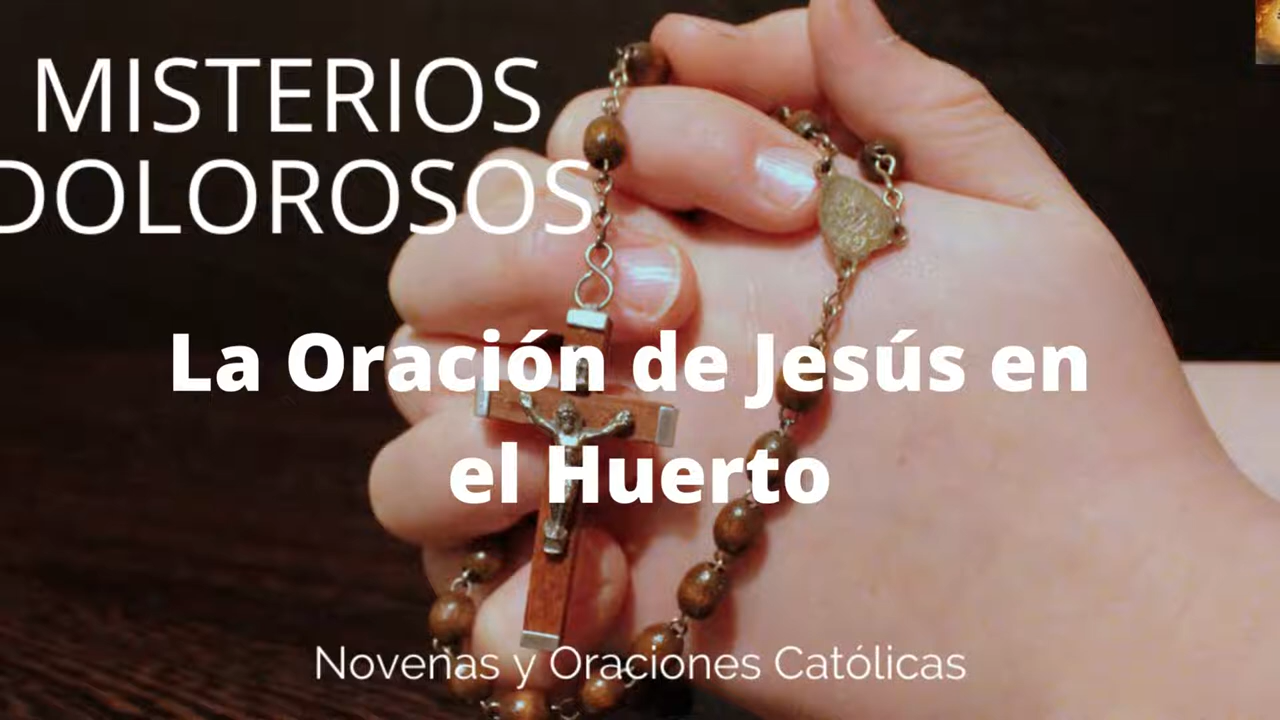 MISTERIOS
DOLOROSOS
La Oración de Jesús en
el Huerto
Novenas y Oraciones Católicas